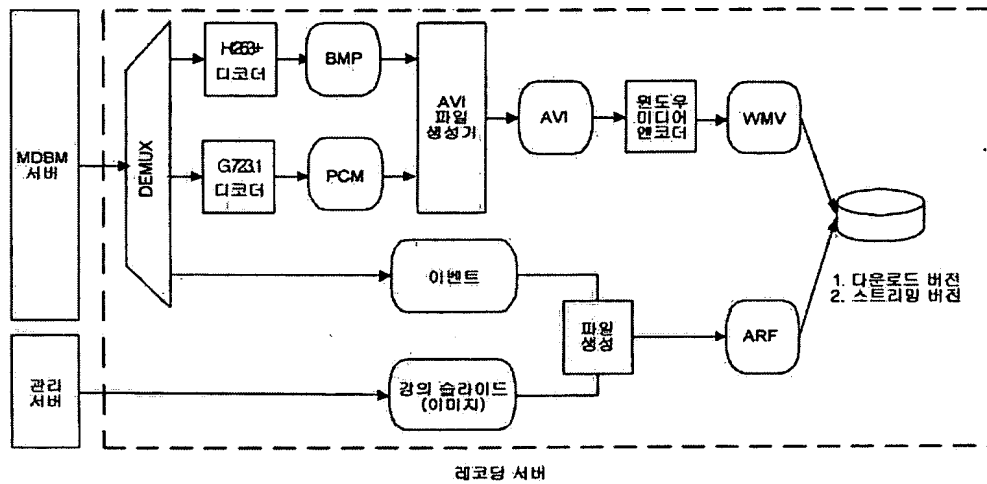 MDBM
서버
DEMUX
H263+
디코더
BMP
G.723.1
디코더
PCM
AVI
파일
생성기
AVI
윈도우
미디어
엔코더
WMV
이벤트
파일
생성
ARF
1. 다운로드 버전
2. 스트리밍 버전
관리
서버
강의 슬라이드
(이미지)
레코딩 서버